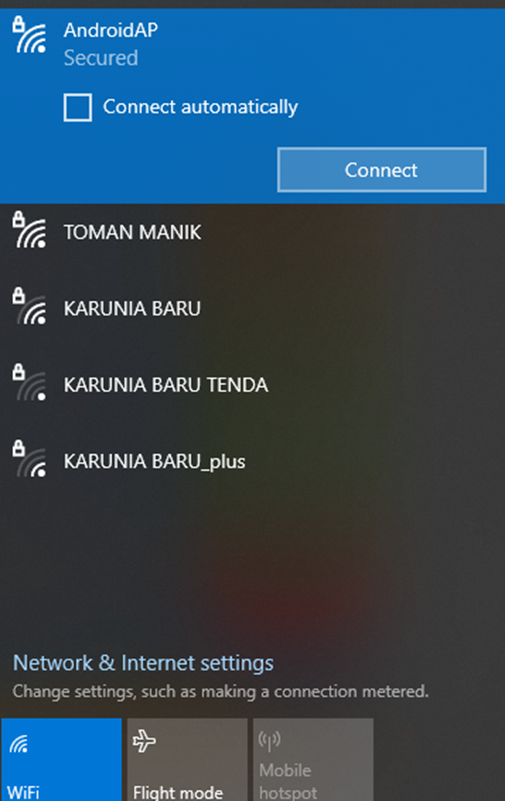 AndroidAP
Secured
Connect automatically
Connect
TOMAN MANIK
KARUNIA BARU
KARUNIA BARU TENDA
KARUNIA BARU_plus
Network & Internet settings
Change settings, such as making a connection metered.
WiFi
Flight mode
Mobile
hotspot